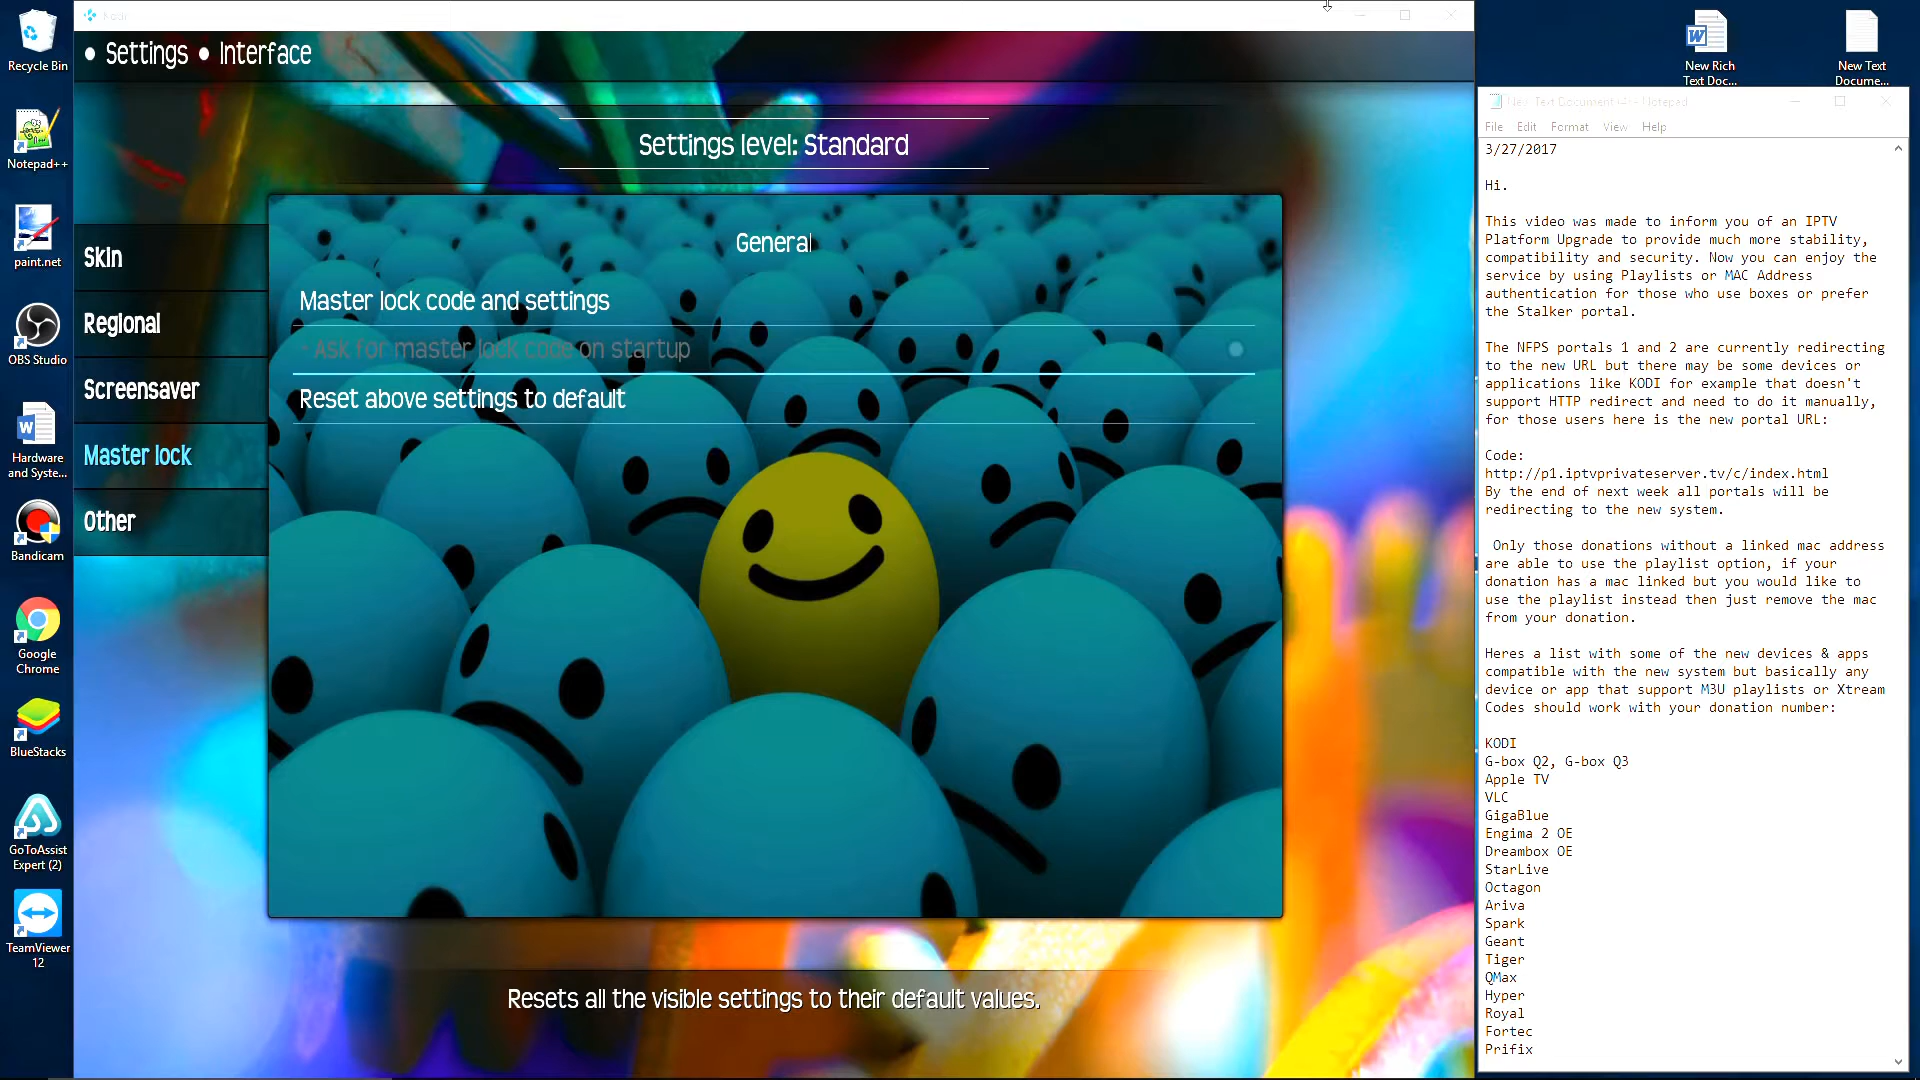 Recycle Bin
Notepad++
paint.net
OBS Studio
Hardware
and Syste...
Bandicam
Google
Chrome
BlueStacks
GoToAssist
Expert (2)
TeamViewer
12
Kodi
• Settings • Interface
Settings level: Standard
Skin
Regional
Screensaver
Master lock
Other
General
Master lock code and settings
- Ask for master lock code on startup
Reset above settings to default
Resets all the visible settings to their default values.
New Rich
Text Doc...
New Text
Docume...
New Text Document (4) - Notepad
File Edit Format View Help
3/27/2017
Hi.
This video was made to inform you of an IPTV
Platform Upgrade to provide much more stability,
compatibility and security. Now you can enjoy the
service by using Playlists or MAC Address
authentication for those who use boxes or prefer
the Stalker portal.
The NFPS portals 1 and 2 are currently redirecting
to the new URL but there may be some devices or
applications like KODI for example that doesn't
support HTTP redirect and need to do it manually,
for those users here is the new portal URL:
Code:
http://p1.iptvprivateserver.tv/c/index.html
By the end of next week all portals will be
redirecting to the new system.
Only those donations without a linked mac address
are able to use the playlist option, if your
donation has a mac linked but you would like to
use the playlist instead then just remove the mac
from your donation.
Heres a list with some of the new devices & apps
compatible with the new system but basically any
device or app that support M3U playlists or Xtream
Codes should work with your donation number:
KODI
G-box Q2, G-box Q3
Apple TV
VLC
GigaBlue
Engima 2 OE
Dreambox OE
StarLive
Octagon
Ariva
Spark
Geant
Tiger
QMax
Hyper
Royal
Fortec
Prifix